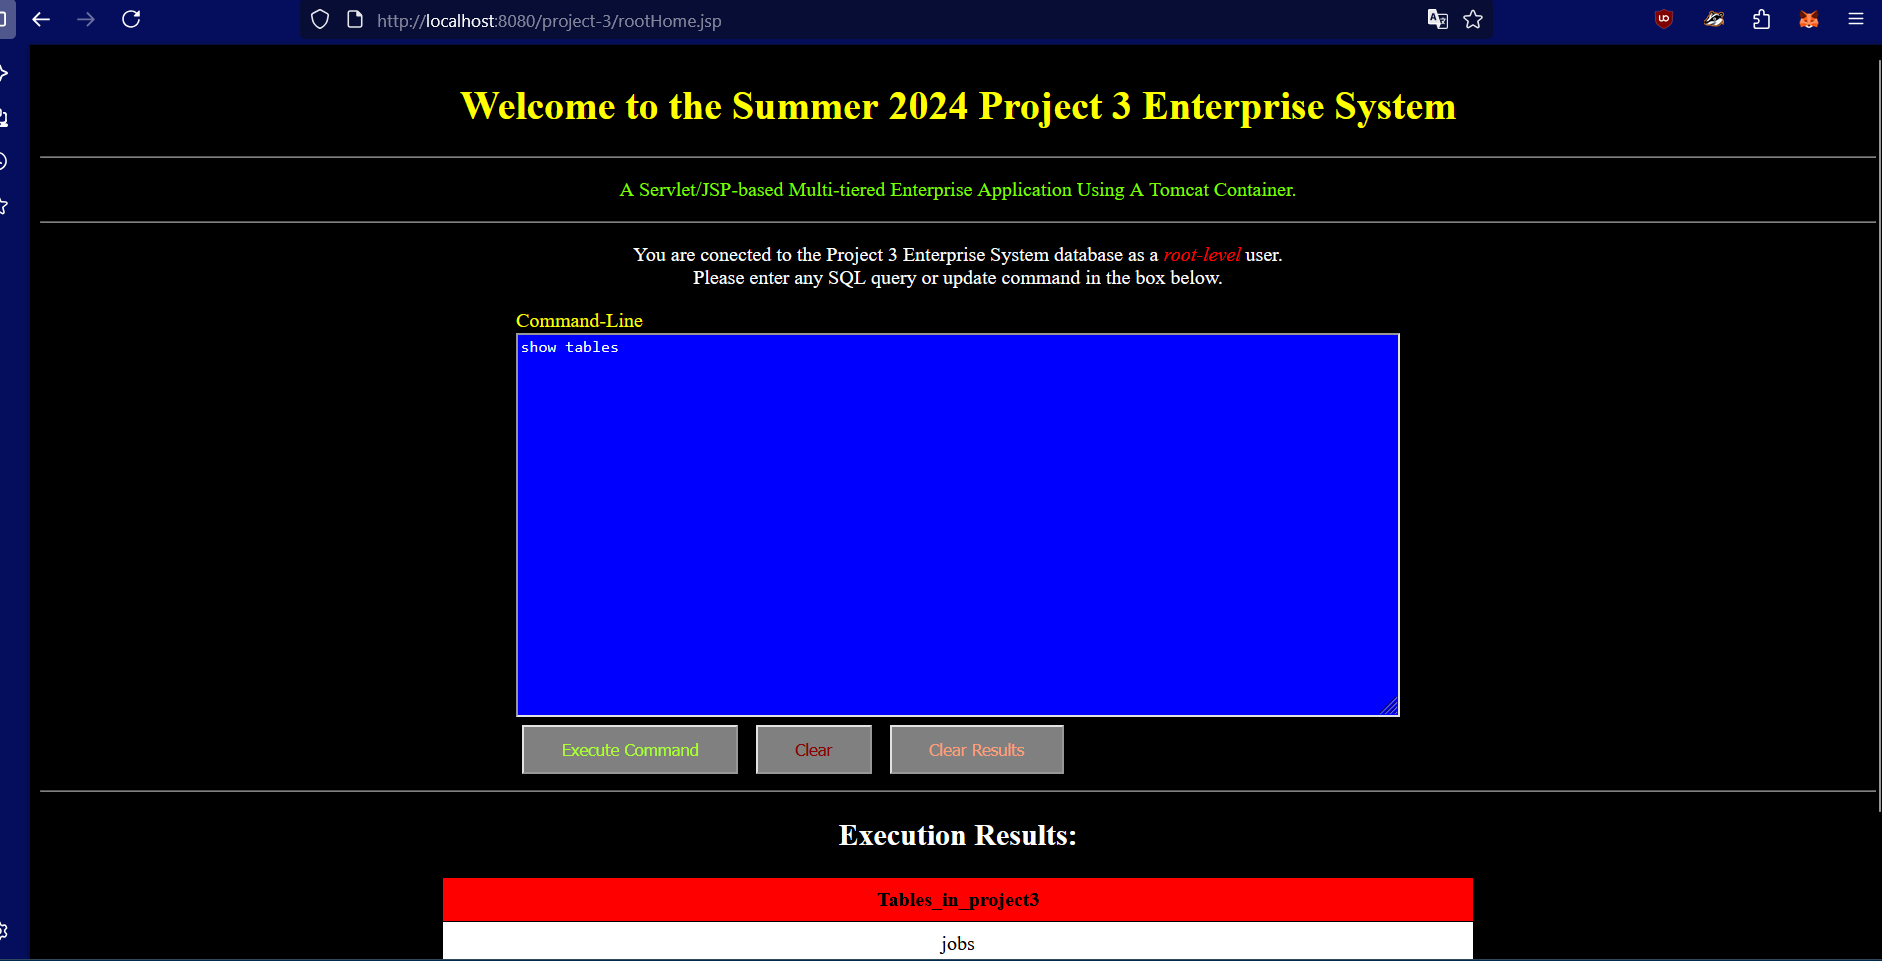 http://localhost:8080/project-3/rootHome.jsp
Welcome to the Summer 2024 Project 3 Enterprise System
A Servlet/JSP-based Multi-tiered Enterprise Application Using A Tomcat Container.
You are conected to the Project 3 Enterprise System database as a root-level user.
Please enter any SQL query or update command in the box below.
Command-Line
show tables
Execute Command Clear Clear Results
Execution Results:
Tables_in_project3
jobs